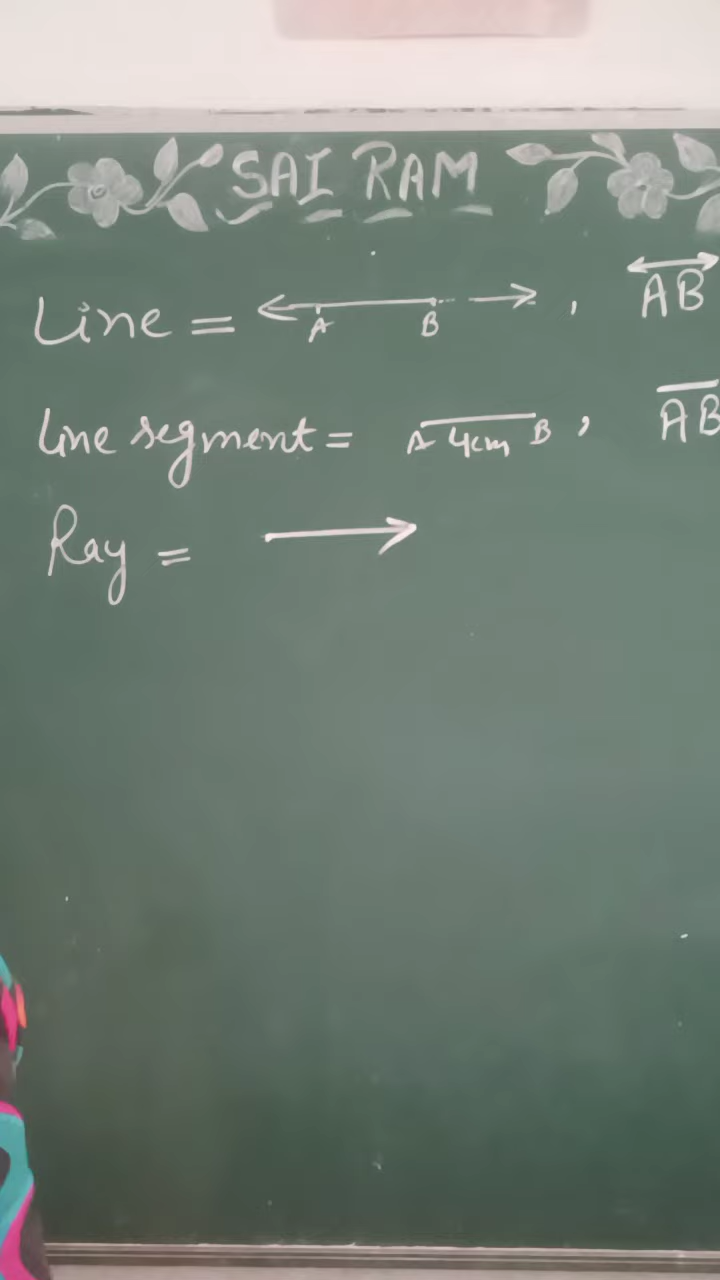 SAI RAM
Line = A B , AB
Line segment = A 4cm B , AB
Ray =